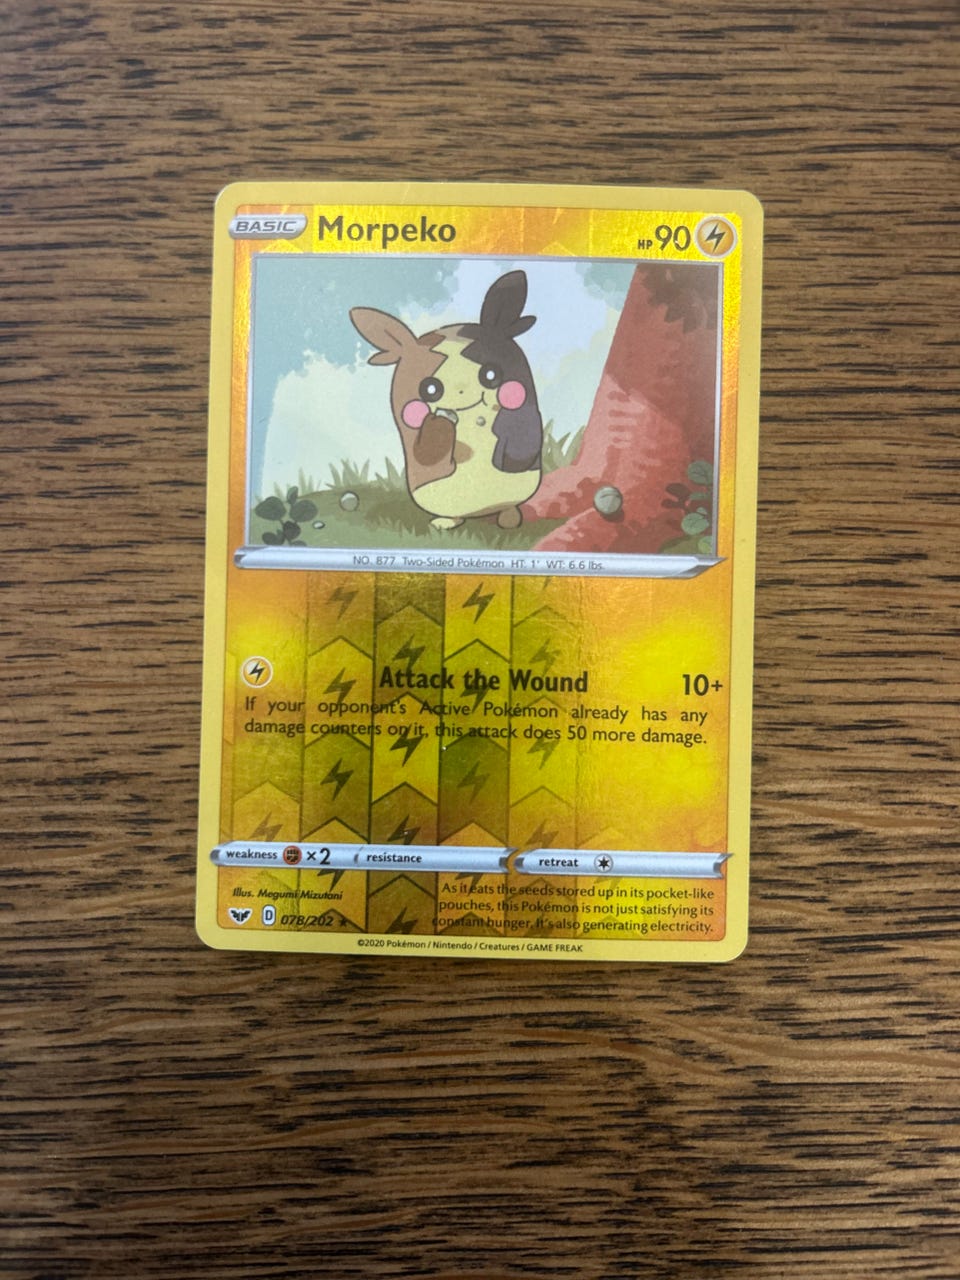 BASIC Morpeko HP 90
NO. 877 Two-Sided Pokémon HT: 1' WT: 6.6 lbs.
Attack the Wound 10+
If your opponent's Active Pokémon already has any
damage counters on it, this attack does 50 more damage.
weakness ×2 resistance retreat
Illus. Megumi Mizutani
As it eats the seeds stored up in its pocket-like
pouches, this Pokémon is not just satisfying its
constant hunger. It's also generating electricity.
D 078/202 ★
©2020 Pokémon / Nintendo / Creatures / GAME FREAK